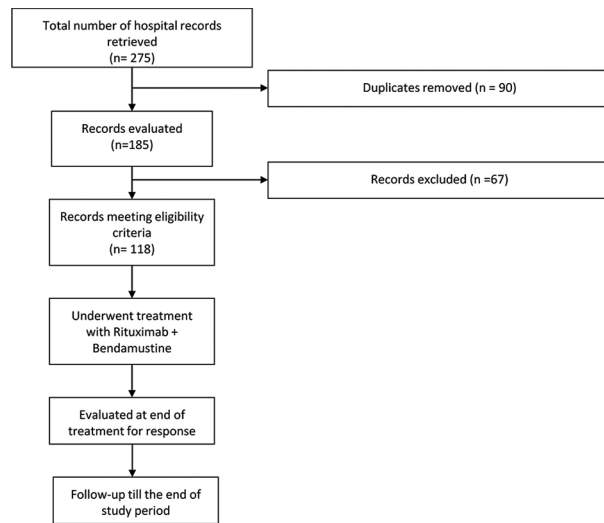 Total number of hospital records
retrieved
(n= 275)
Duplicates removed (n = 90)
Records evaluated
(n=185)
Records excluded (n =67)
Records meeting eligibility
criteria
(n= 118)
Underwent treatment
with Rituximab +
Bendamustine
Evaluated at end of
treatment for response
Follow-up till the end of
study period